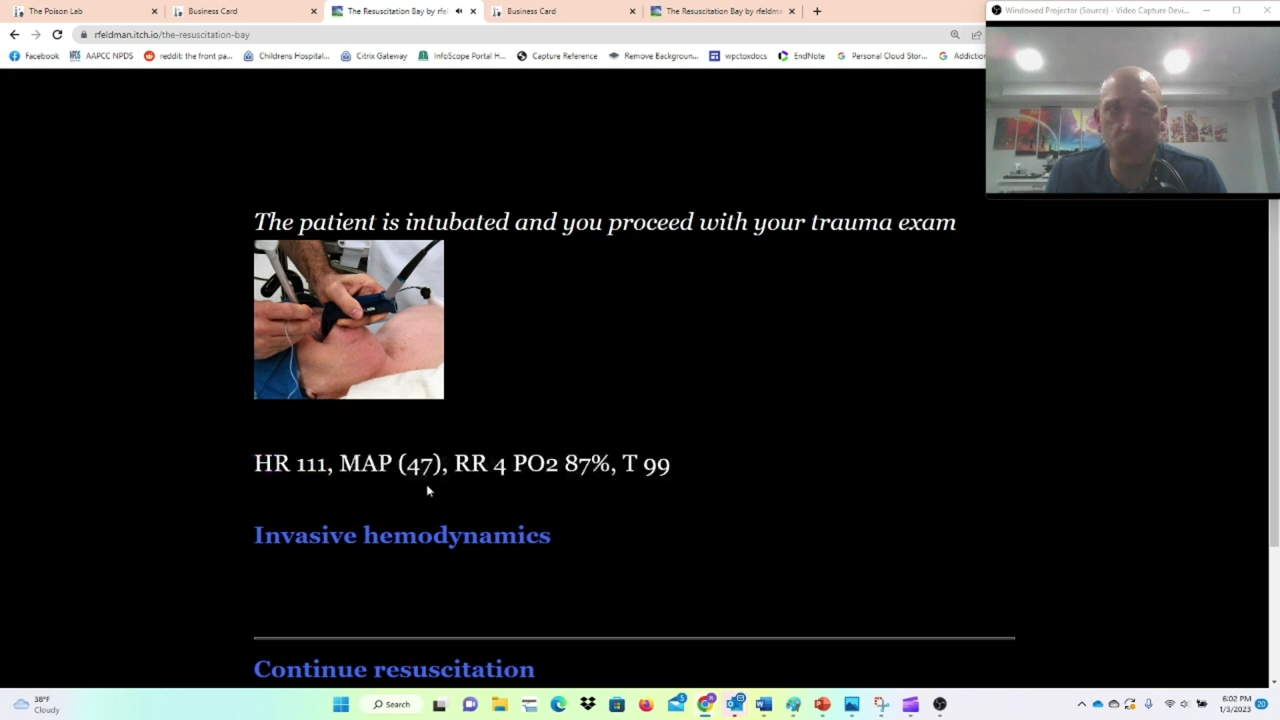 The Poison Lab
Business Card
The Resuscitation Bay by rfel
Business Card
The Resuscitation Bay by rfeldma
Windowed Projector (Source) - Video Capture Devi...
rfeldman.itch.io/the-resuscitation-bay
Facebook
AAPCC NPDS
reddit: the front pa...
Childrens Hospital...
Citrix Gateway
InfoScope Portal H...
Capture Reference
Remove Backgroun...
wpctoxdocs
EndNote
Personal Cloud Stor...
Addiction
The patient is intubated and you proceed with your trauma exam
HR 111, MAP (47), RR 4 PO2 87%, T 99
Invasive hemodynamics
Continue resuscitation
38°F
Cloudy
Search
6:02 PM
1/3/2023
20